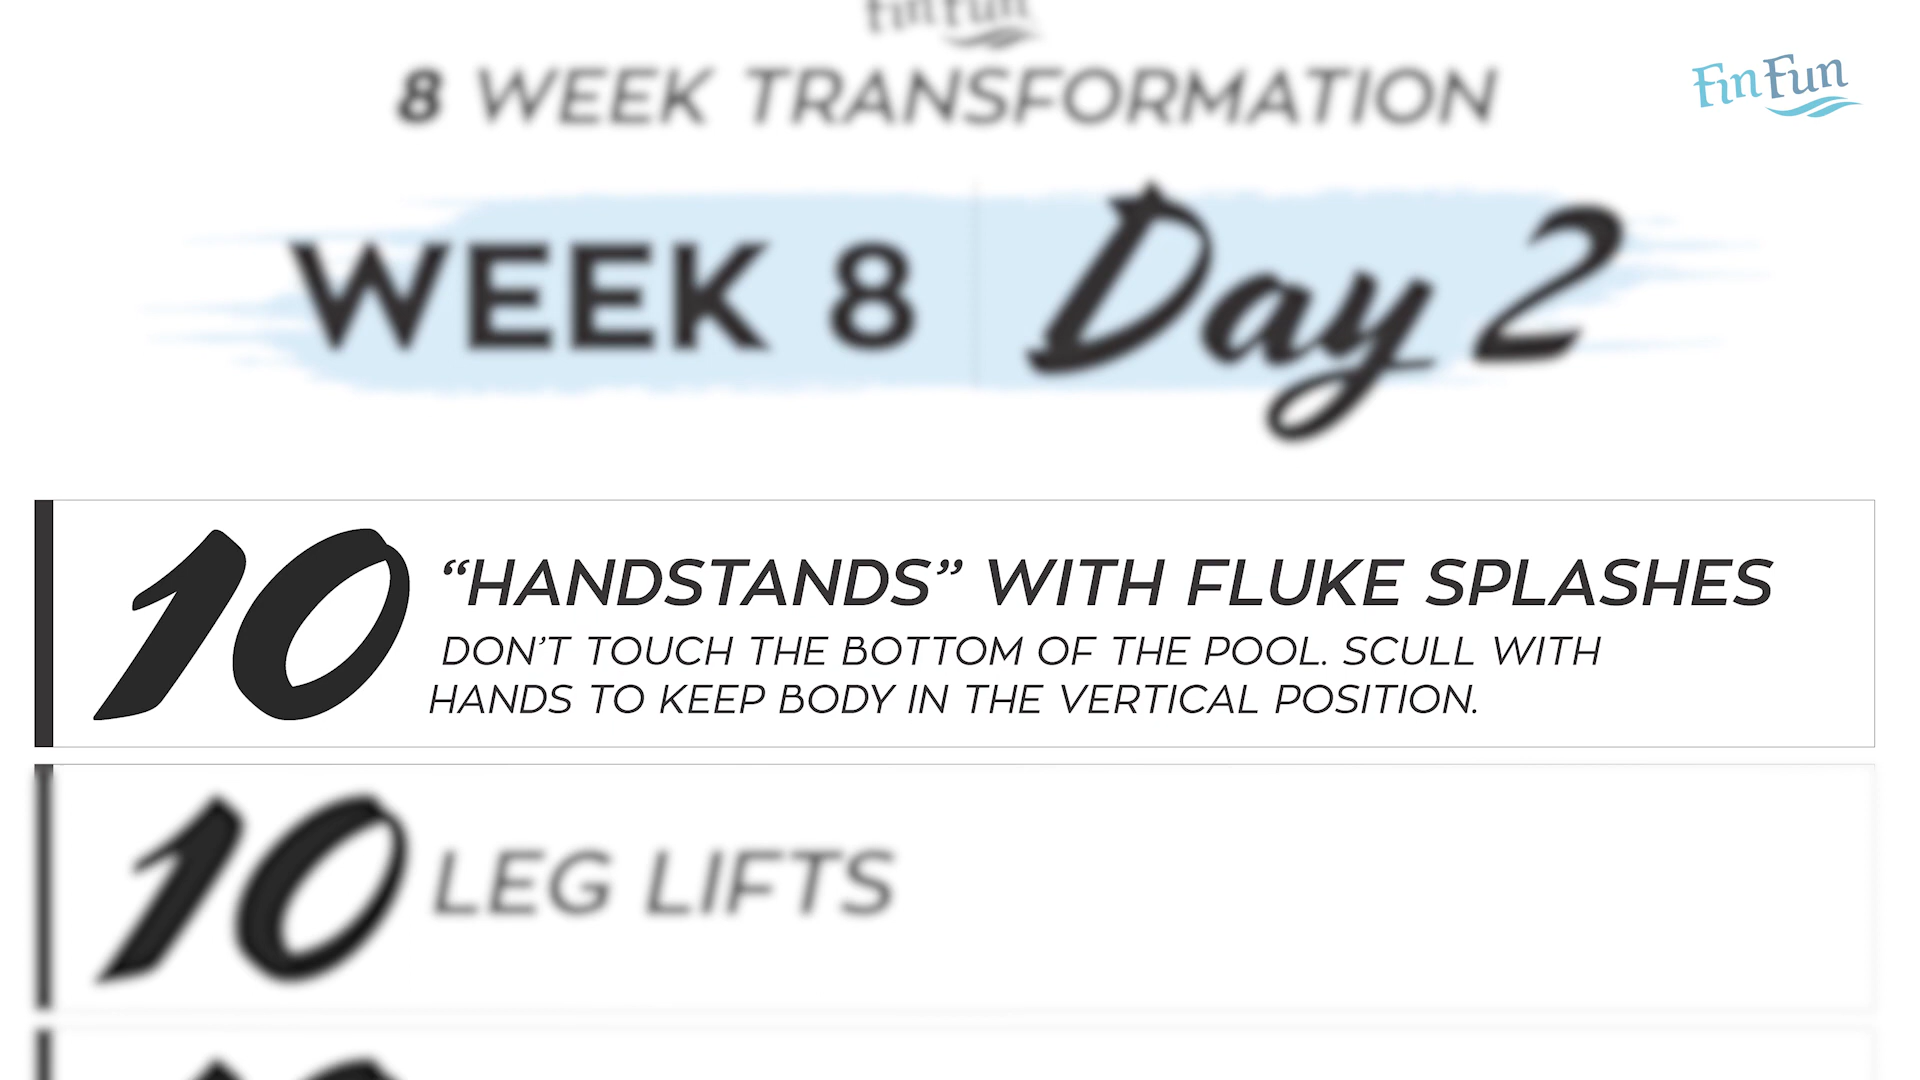 FinFun
8 WEEK TRANSFORMATION
FinFun
WEEK 8 Day 2
10 “HANDSTANDS” WITH FLUKE SPLASHES
DON’T TOUCH THE BOTTOM OF THE POOL. SCULL WITH
HANDS TO KEEP BODY IN THE VERTICAL POSITION.
10 LEG LIFTS